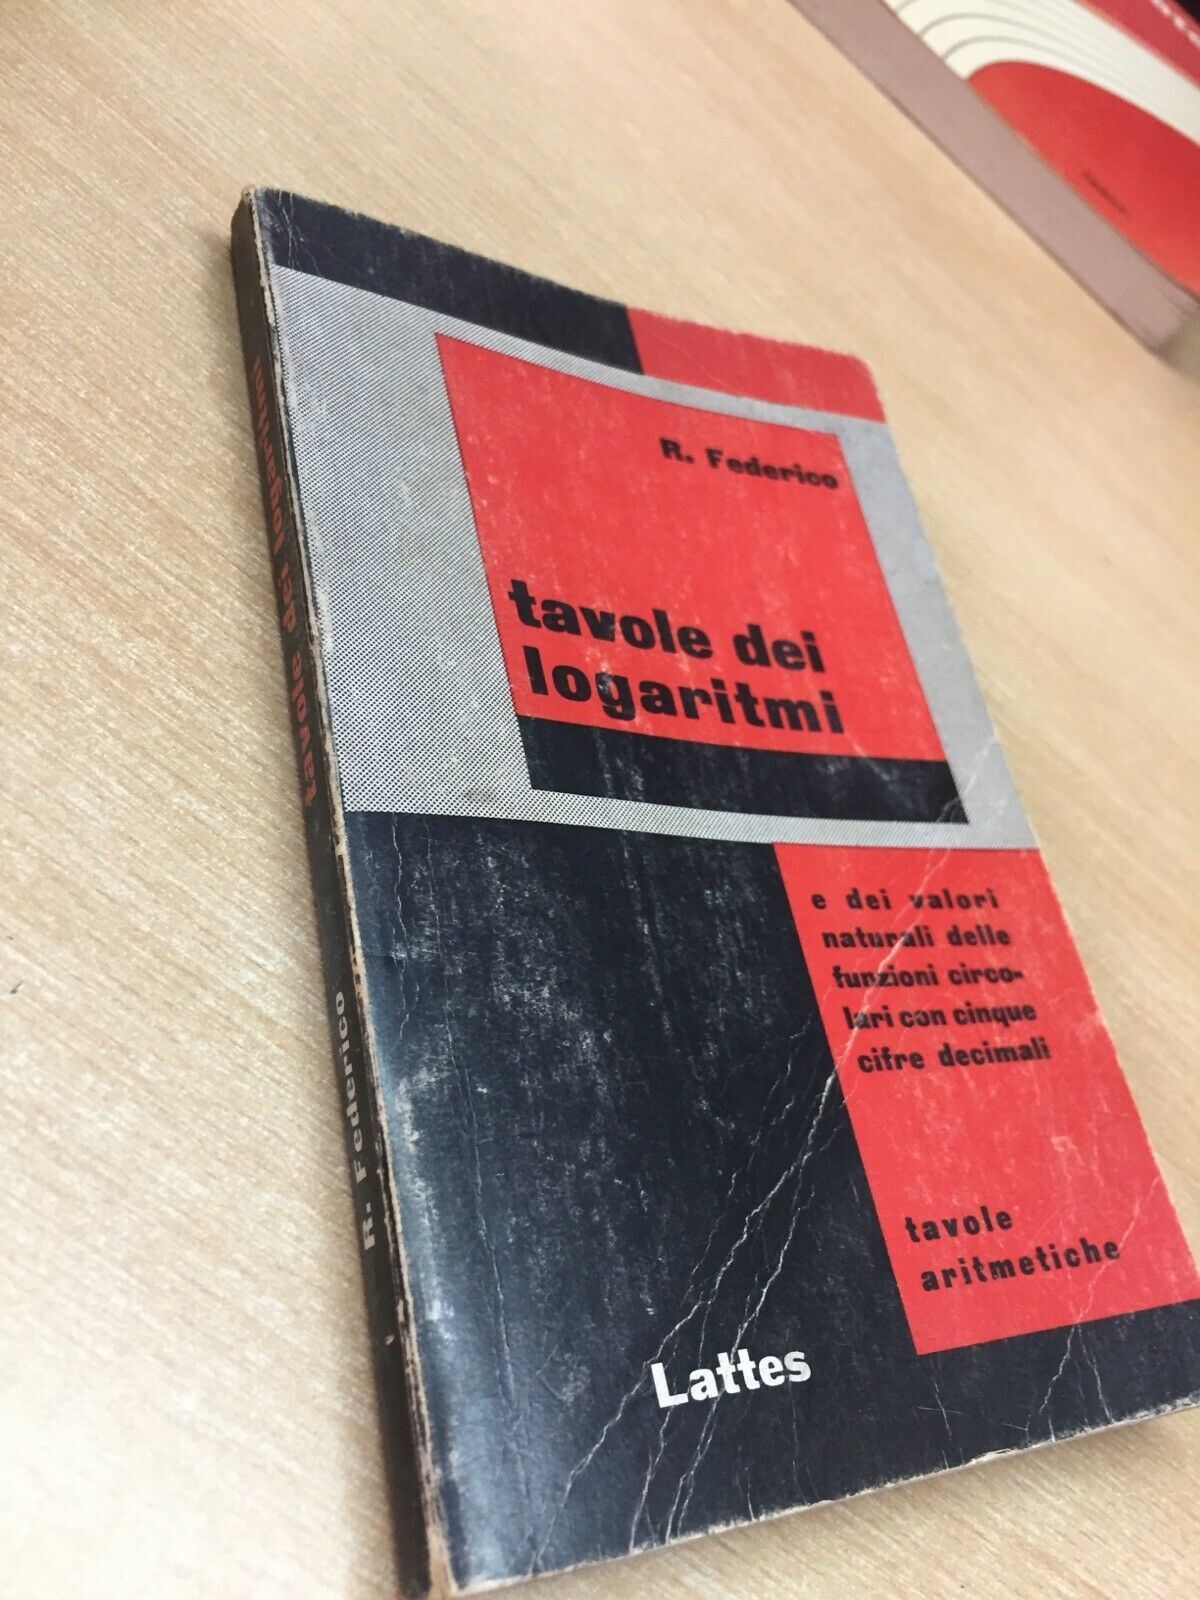 R. Federico
tavole dei
logaritmi
e dei valori
naturali delle
funzioni circo-
lari con cinque
cifre decimali
tavole
aritmetiche
Lattes
R. Federico tavole dei logaritmi